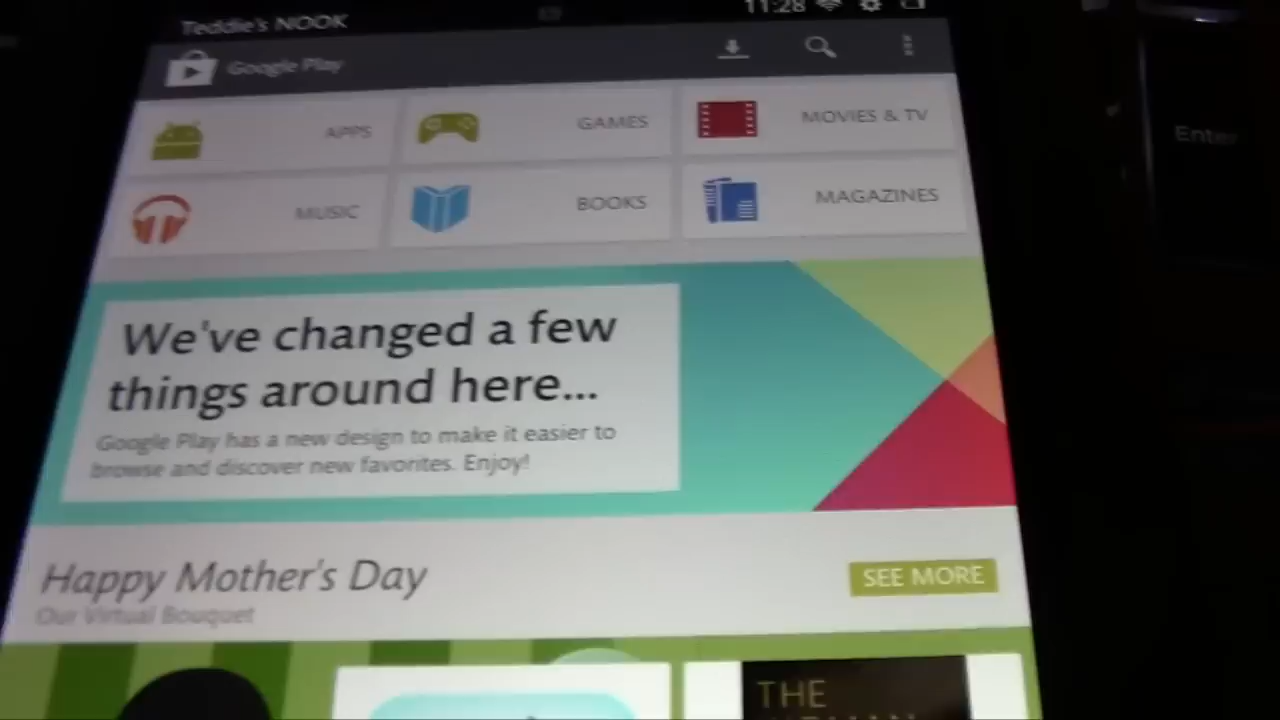 Teddie's NOOK
11:28
Google Play
APPS
GAMES
MOVIES & TV
MUSIC
BOOKS
MAGAZINES
We've changed a few
things around here...
Google Play has a new design to make it easier to
browse and discover new favorites. Enjoy!
Happy Mother's Day
SEE MORE
Our Virtual Bouquet
THE
Enter